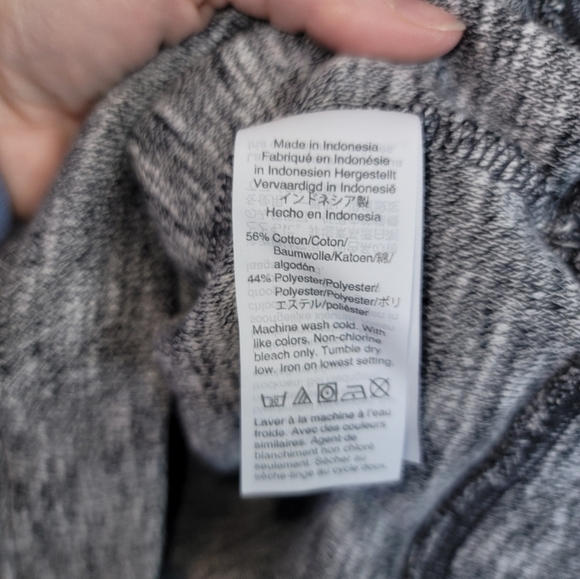 Made in Indonesia
Fabriqué en Indonésie
in Indonesien Hergestellt
Vervaardigd in Indonesië
インドネシア製
Hecho en Indonesia
56% Cotton/Coton/
Baumwolle/Katoen/綿/
algodón
44% Polyester/Polyester/
Polyester/Polyester/ポリ
エステル/poliéster
Machine wash cold. With
like colors. Non-chlorine
bleach only. Tumble dry
low. Iron on lowest setting.
Laver à la machine à l'eau
froide. Avec des couleurs
similaires. Agent de
blanchiment non chloré
seulement. Sécher au
sèche-linge au cycle doux.